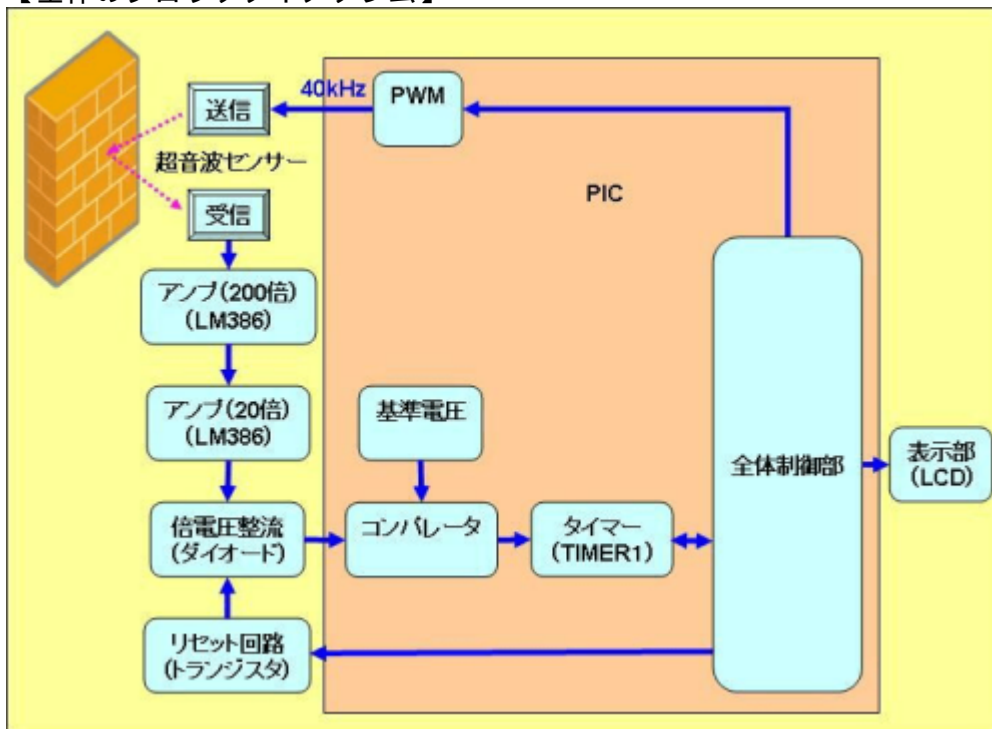 40kHz
PWM
送信
超音波センサー
受信
PIC
アンプ(200倍)
(LM386)
アンプ(20倍)
(LM386)
基準電圧
全体制御部
表示部
(LCD)
倍電圧整流
(ダイオード)
コンパレータ
タイマー
(TIMER1)
リセット回路
(トランジスタ)